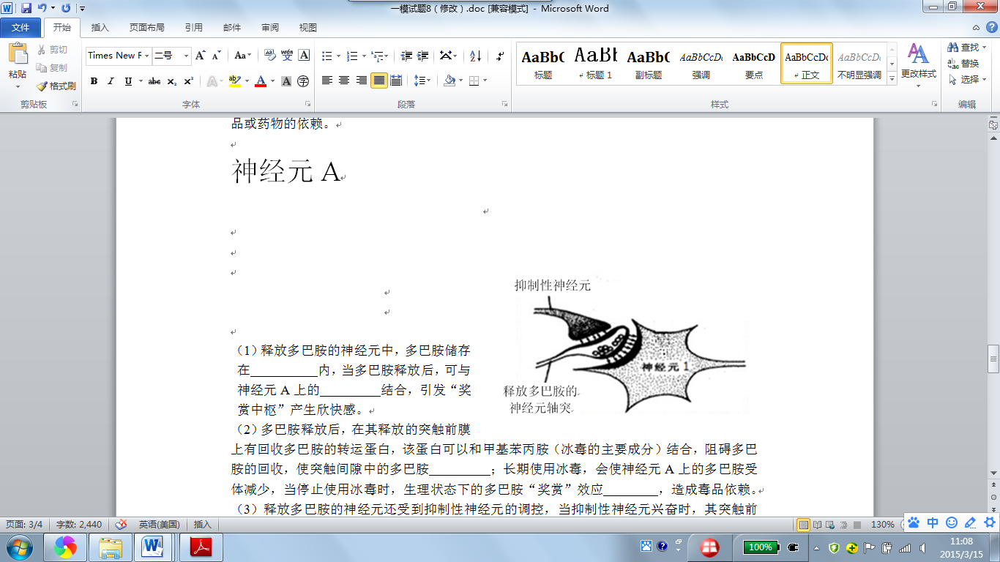 一模试题8（修改）.doc [兼容模式] - Microsoft Word
文件 开始 插入 页面布局 引用 邮件 审阅 视图
粘贴 剪切 复制 格式刷
Times New R 二号
AaBbC AaBb AaBbC AaBbCcDc AaBbCcD AaBbCcDc AaBbCcDc
标题 标题 1 副标题 强调 要点 正文 不明显强调
更改样式
查找 替换 选择
剪贴板 字体 段落 样式 编辑
品或药物的依赖。
神经元 A
抑制性神经元
神经元 1
释放多巴胺的
神经元轴突
（1）释放多巴胺的神经元中，多巴胺储存
在___________内，当多巴胺释放后，可与
神经元 A 上的__________结合，引发“奖
赏中枢”产生欣快感。
（2）多巴胺释放后，在其释放的突触前膜
上有回收多巴胺的转运蛋白，该蛋白可以和甲基苯丙胺（冰毒的主要成分）结合，阻碍多巴
胺的回收，使突触间隙中的多巴胺__________；长期使用冰毒，会使神经元 A 上的多巴胺受
体减少，当停止使用冰毒时，生理状态下的多巴胺“奖赏”效应_________，造成毒品依赖。
（3）释放多巴胺的神经元还受到抑制性神经元的调控，当抑制性神经元兴奋时，其突触前
页面: 3/4 字数: 2,440 英语(美国) 插入 130%
中
100%
11:08
2015/3/15